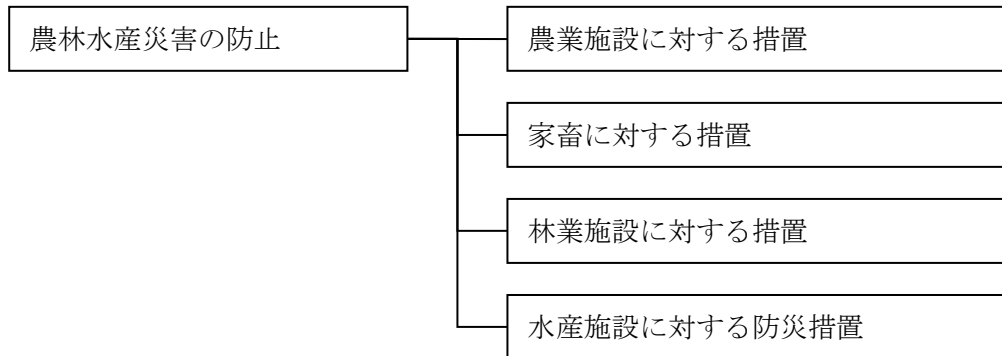 農林水産災害の防止
農業施設に対する措置
家畜に対する措置
林業施設に対する措置
水産施設に対する防災措置